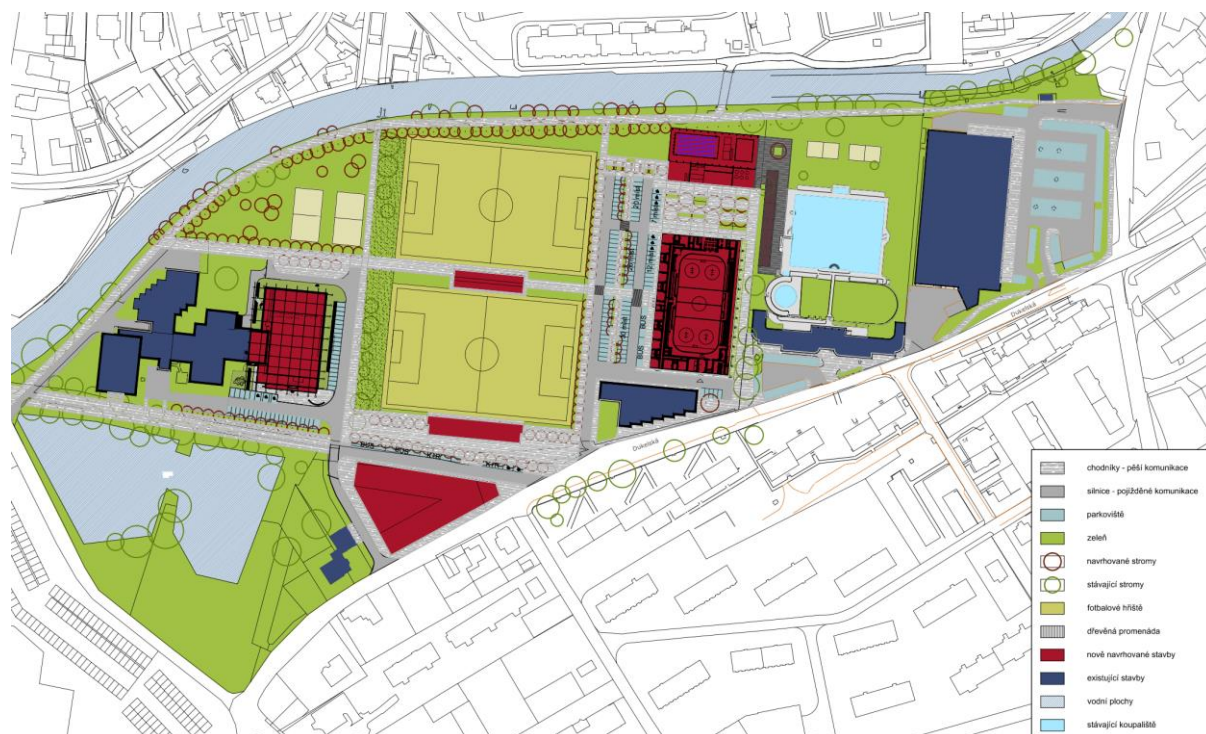 Dukelská
Dukelská
BUS
BUS
BUS
chodníky - pěší komunikace
silnice - pojížděné komunikace
parkoviště
zeleň
navrhované stromy
stávající stromy
fotbalové hřiště
dřevěná promenáda
nově navrhované stavby
existující stavby
vodní plochy
stávající koupaliště